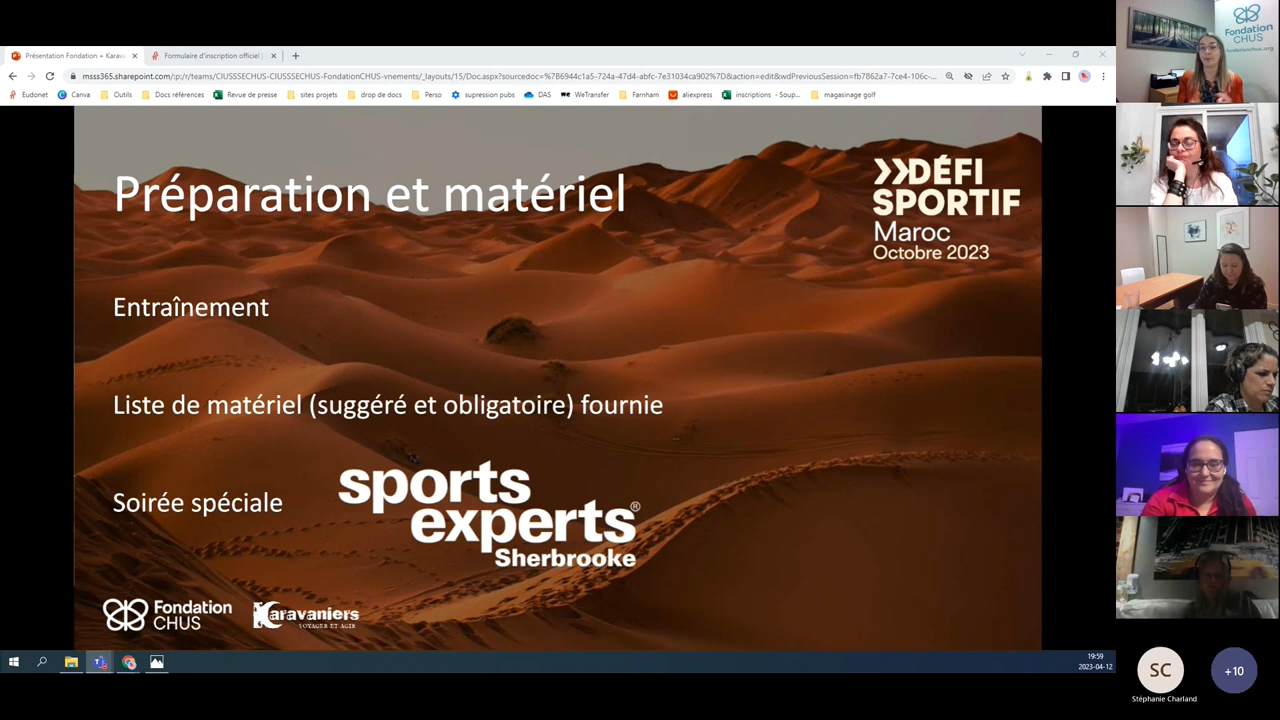 Présentation Fondation + Karava
Formulaire d'inscription officiel |
msss365.sharepoint.com/:p:/r/teams/CIUSSSECHUS-CIUSSSECHUS-FondationCHUS-vnements/_layouts/15/Doc.aspx?sourcedoc=%7B6944c1a5-724a-47d4-abfc-7e31034ca902%7D&action=edit&wdPreviousSession=fb7862a7-7ce4-106c-...
Eudonet
Canva
Outils
Docs références
Revue de presse
sites projets
drop de docs
Perso
supression pubs
DAS
WeTransfer
Farnham
aliexpress
inscriptions - Soup...
magasinage golf
Préparation et matériel
DÉFI
SPORTIF
Maroc
Octobre 2023
Entraînement
Liste de matériel (suggéré et obligatoire) fournie
Soirée spéciale
sports
experts®
Sherbrooke
Fondation
CHUS
Karavaniers
VOYAGER ET AGIR
19:59
2023-04-12
Fondation
CHUS
fondationchus.org
SC
+10
Stéphanie Charland